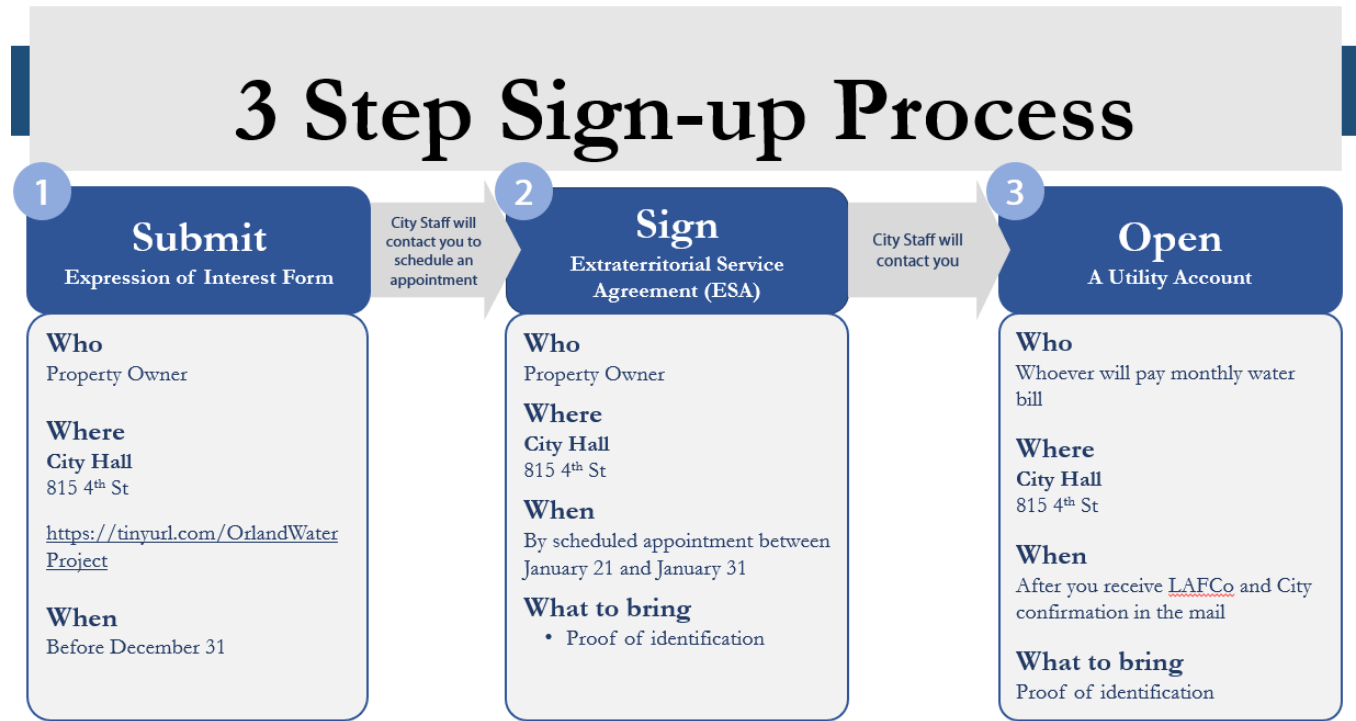 3 Step Sign-up Process
1
Submit
Expression of Interest Form
Who
Property Owner
Where
City Hall
815 4th St
https://tinyurl.com/OrlandWater
Project
When
Before December 31
City Staff will
contact you to
schedule an
appointment
2
Sign
Extraterritorial Service
Agreement (ESA)
Who
Property Owner
Where
City Hall
815 4th St
When
By scheduled appointment between
January 21 and January 31
What to bring
• Proof of identification
City Staff will
contact you
3
Open
A Utility Account
Who
Whoever will pay monthly water
bill
Where
City Hall
815 4th St
When
After you receive LAFCo and City
confirmation in the mail
What to bring
Proof of identification